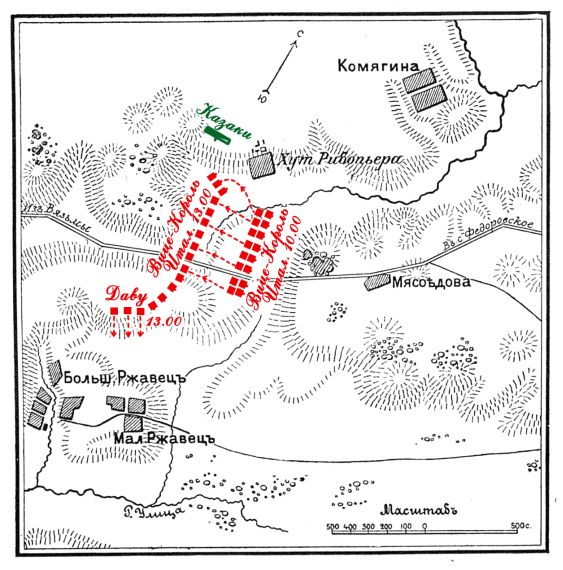 С
Ю
Комягина
Казаки
Хут. Рибопьера
Изъ Вязьмы
Вице-Король
Итал. 13.00
Вице-Король
Итал. 10.00
Въ с. Федоровское
Мясоѣдова
Даву
13.00
Больш. Ржавецъ
Мал. Ржавецъ
Р. Улица
Масштабъ
500 400 300 200 100 0 500 с.